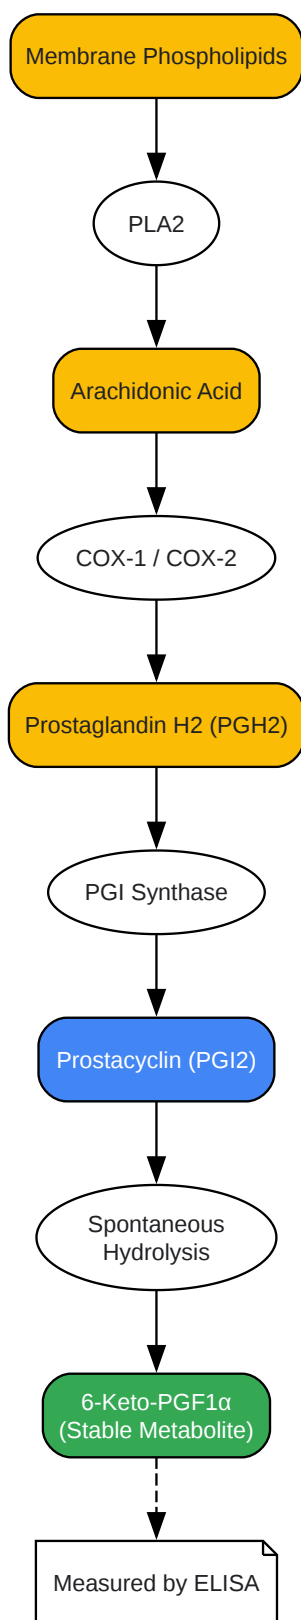 Membrane Phospholipids
PLA2
Arachidonic Acid
COX-1 / COX-2
Prostaglandin H2 (PGH2)
PGI Synthase
Prostacyclin (PGI2)
Spontaneous
Hydrolysis
6-Keto-PGF1α
(Stable Metabolite)
Measured by ELISA